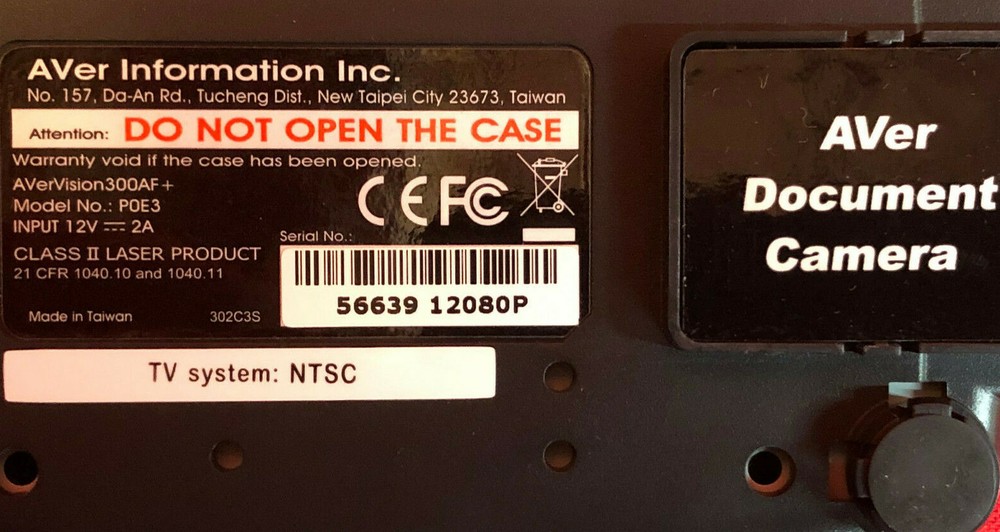 AVer Information Inc.
No. 157, Da-An Rd., Tucheng Dist., New Taipei City 23673, Taiwan
Attention: DO NOT OPEN THE CASE
Warranty void if the case has been opened.
AVerVision300AF+
Model No.: P0E3
INPUT 12V ⎓ 2A
CE FC
CLASS II LASER PRODUCT
21 CFR 1040.10 and 1040.11
Serial No.:
56639 12080P
Made in Taiwan 302C3S
TV system: NTSC
AVer
Document
Camera